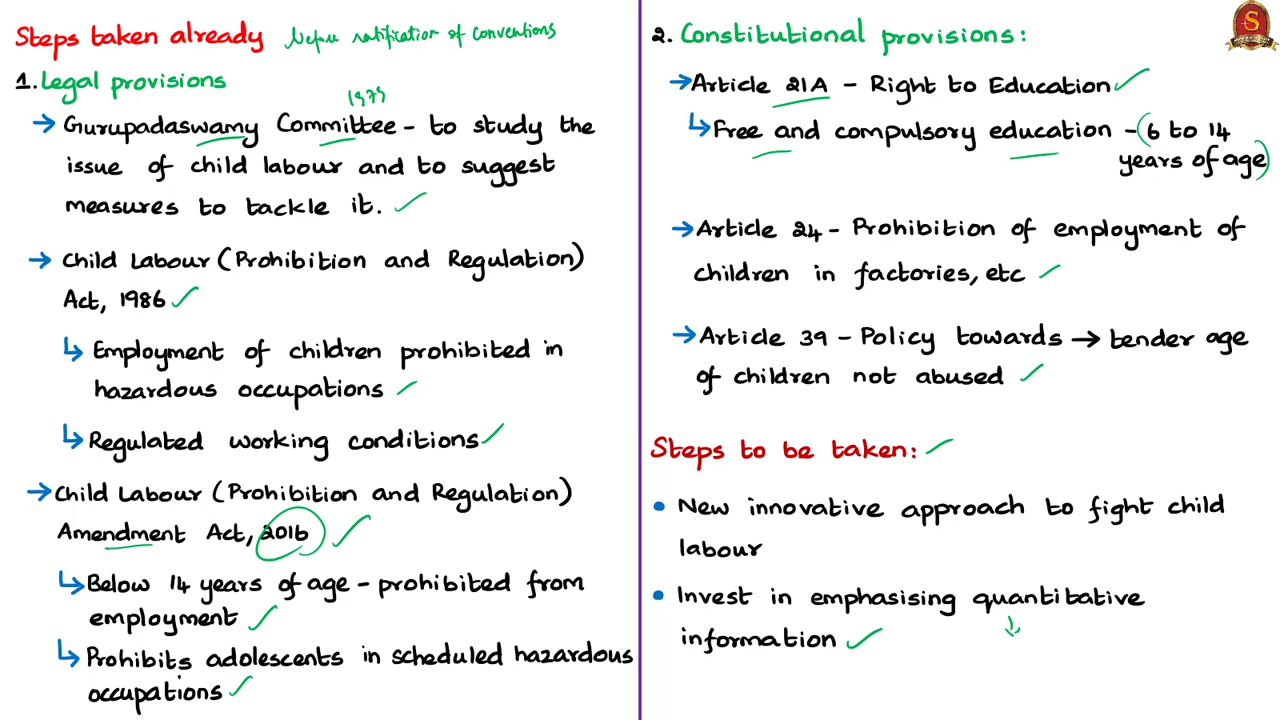 Steps taken already before ratification of conventions
1. Legal provisions
1979
→ Gurupadaswamy Committee - to study the
issue of child labour and to suggest
measures to tackle it.
→ Child Labour (Prohibition and Regulation)
Act, 1986
↳ Employment of children prohibited in
hazardous occupations
↳ Regulated working conditions
→ Child Labour (Prohibition and Regulation)
Amendment Act, 2016
↳ Below 14 years of age - prohibited from
employment
↳ Prohibits adolescents in scheduled hazardous
occupations
2. Constitutional provisions:
→ Article 21A - Right to Education
↳ Free and compulsory education - (6 to 14
years of age)
→ Article 24 - Prohibition of employment of
children in factories, etc
→ Article 39 - Policy towards → tender age
of children not abused
Steps to be taken:
• New innovative approach to fight child
labour
• Invest in emphasising quantitative
information
S